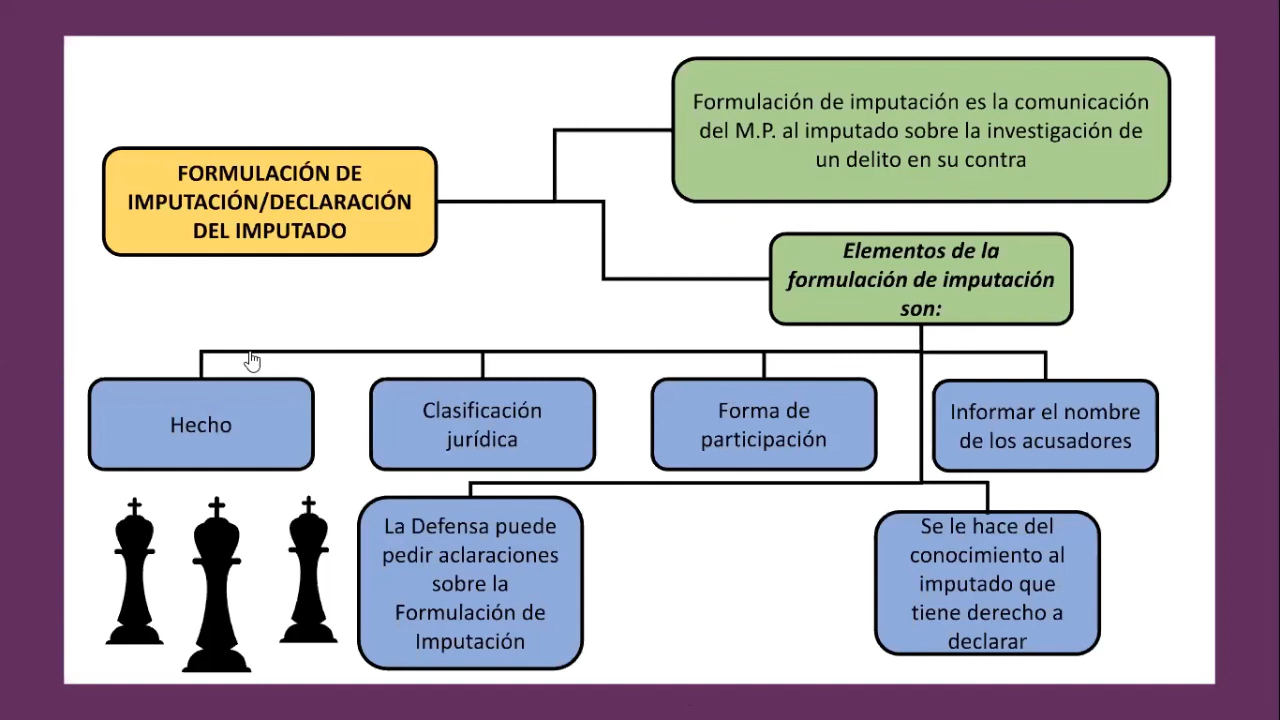 FORMULACIÓN DE
IMPUTACIÓN/DECLARACIÓN
DEL IMPUTADO
Formulación de imputación es la comunicación
del M.P. al imputado sobre la investigación de
un delito en su contra
Elementos de la
formulación de imputación
son:
Hecho
Clasificación
jurídica
Forma de
participación
Informar el nombre
de los acusadores
La Defensa puede
pedir aclaraciones
sobre la
Formulación de
Imputación
Se le hace del
conocimiento al
imputado que
tiene derecho a
declarar